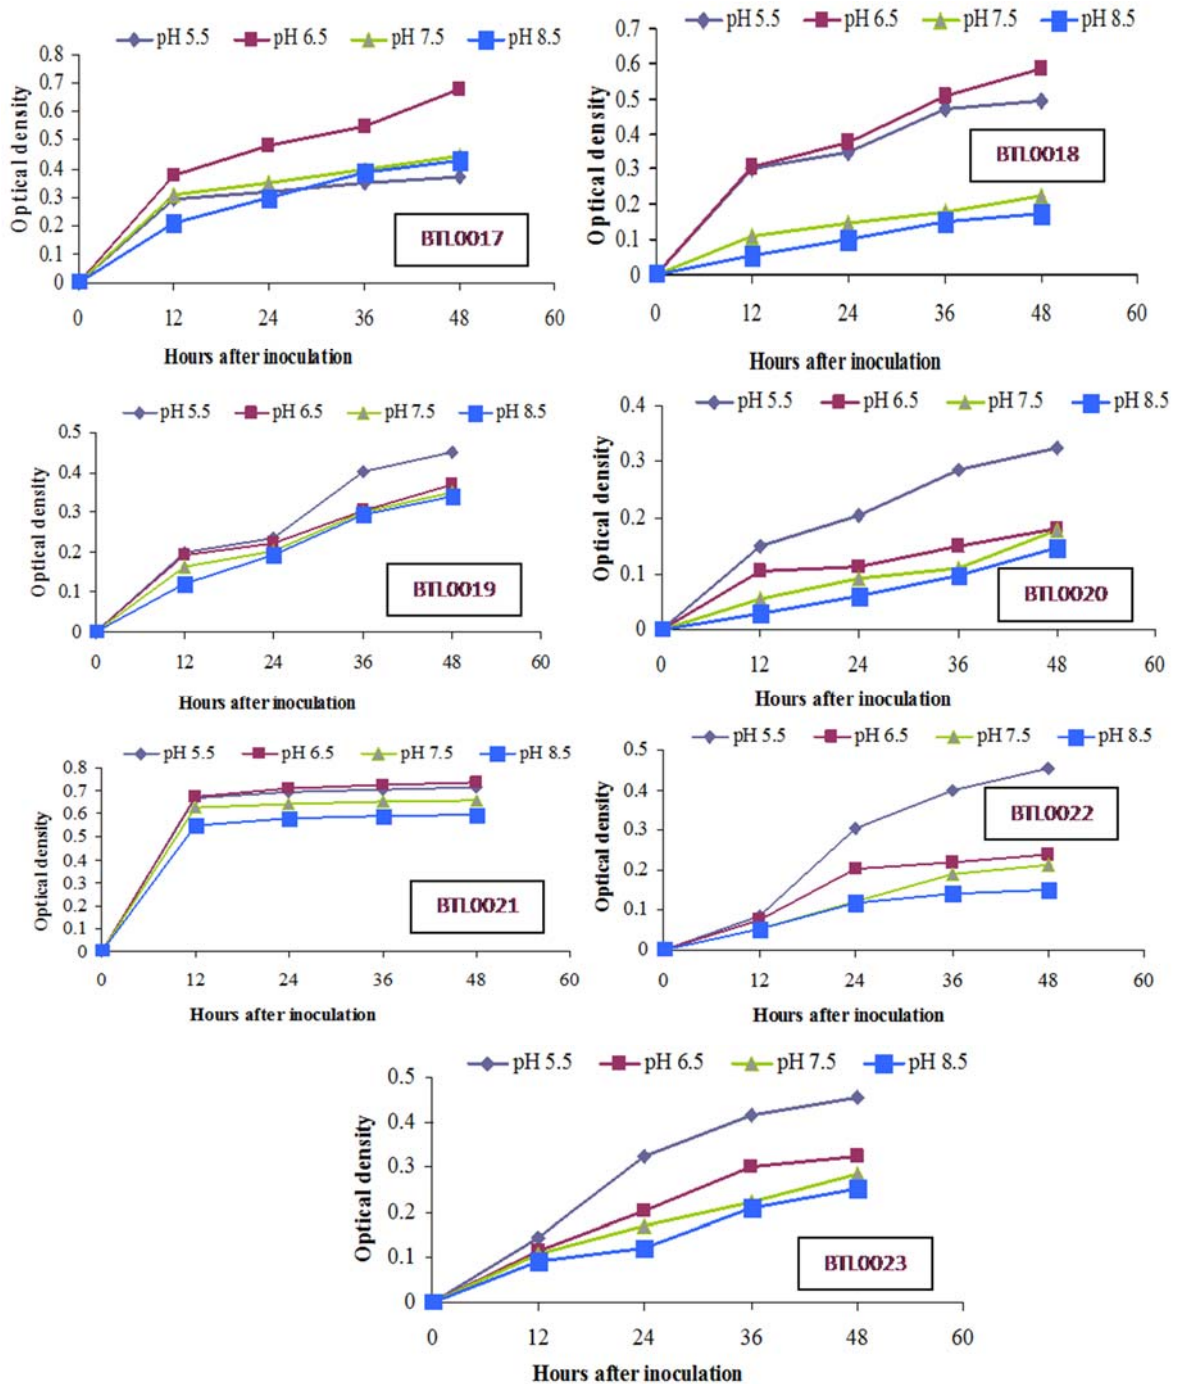 pH 5.5 pH 6.5 pH 7.5 pH 8.5
0.8
0.7
0.6
0.5
0.4
0.3
0.2
0.1
0
Optical density
BTL0017
0 12 24 36 48 60
Hours after inoculation
pH 5.5 pH 6.5 pH 7.5 pH 8.5
0.7
0.6
0.5
0.4
0.3
0.2
0.1
0
Optical density
BTL0018
0 12 24 36 48 60
Hours after inoculation
pH 5.5 pH 6.5 pH 7.5 pH 8.5
0.5
0.4
0.3
0.2
0.1
0
Optical density
BTL0019
0 12 24 36 48 60
Hours after inoculation
pH 5.5 pH 6.5 pH 7.5 pH 8.5
0.4
0.3
0.2
0.1
0
Optical density
BTL0020
0 12 24 36 48 60
Hours after inoculation
pH 5.5 pH 6.5 pH 7.5 pH 8.5
0.8
0.7
0.6
0.5
0.4
0.3
0.2
0.1
0
Optical density
BTL0021
0 12 24 36 48 60
Hours after inoculation
pH 5.5 pH 6.5 pH 7.5 pH 8.5
0.5
0.4
0.3
0.2
0.1
0
Optical density
BTL0022
0 12 24 36 48 60
Hours after inoculation
pH 5.5 pH 6.5 pH 7.5 pH 8.5
0.5
0.4
0.3
0.2
0.1
0
Optical density
BTL0023
0 12 24 36 48 60
Hours after inoculation